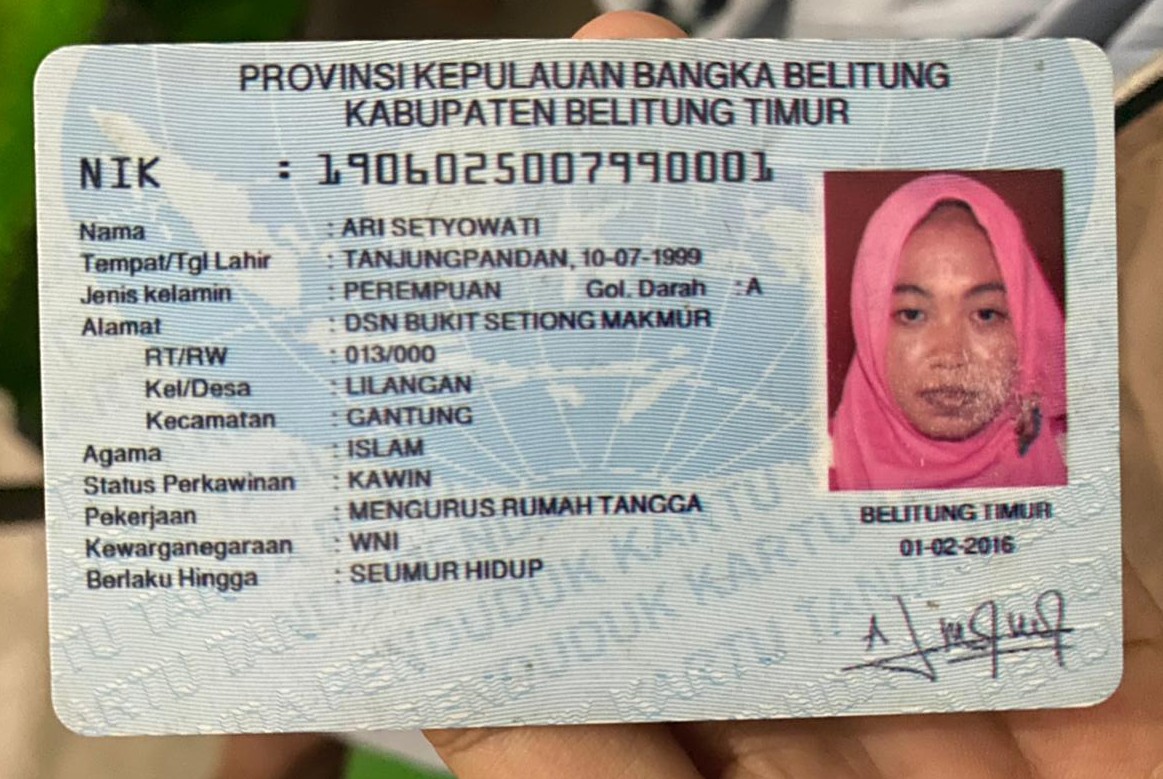 PROVINSI KEPULAUAN BANGKA BELITUNG
KABUPATEN BELITUNG TIMUR
NIK : 1906025007990001
Nama : ARI SETYOWATI
Tempat/Tgl Lahir : TANJUNGPANDAN, 10-07-1999
Jenis kelamin : PEREMPUAN Gol. Darah : A
Alamat : DSN BUKIT SETIONG MAKMUR
RT/RW : 013/000
Kel/Desa : LILANGAN
Kecamatan : GANTUNG
Agama : ISLAM
Status Perkawinan : KAWIN
Pekerjaan : MENGURUS RUMAH TANGGA
Kewarganegaraan : WNI
Berlaku Hingga : SEUMUR HIDUP
BELITUNG TIMUR
01-02-2016